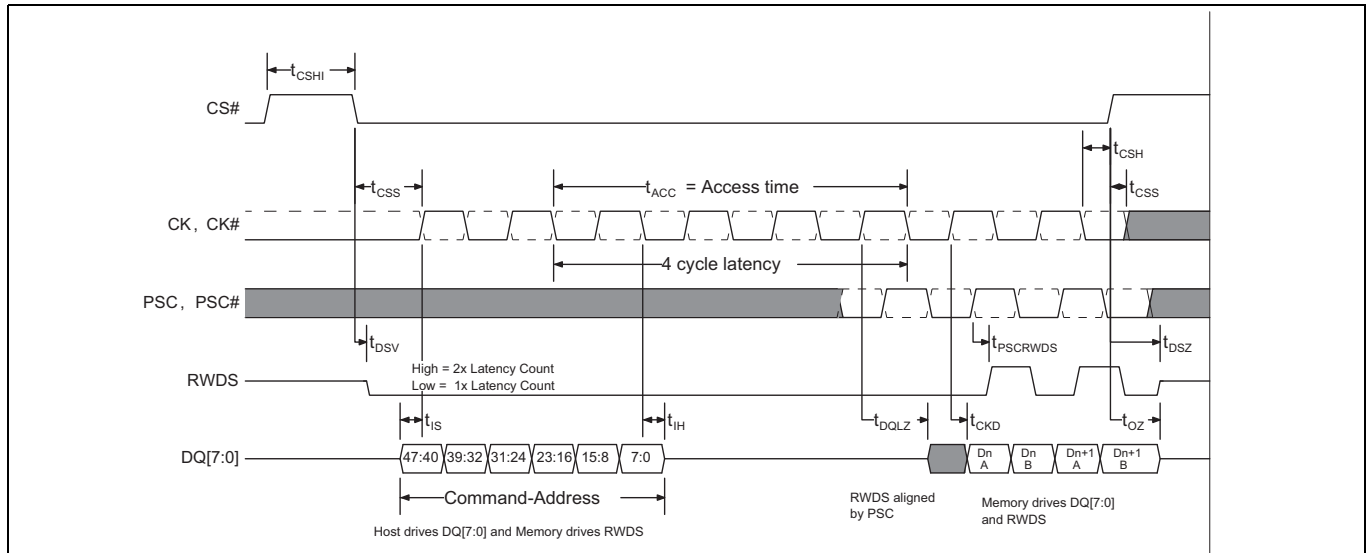 tCSHI
CS#
tCSH
tCSS
tACC = Access time
tCSS
CK, CK#
4 cycle latency
PSC, PSC#
tDSV
tPSCRWDS
tDSZ
High = 2x Latency Count
Low = 1x Latency Count
RWDS
tIS
tIH
tDQLZ
tCKD
tOZ
DQ[7:0]
47:40 39:32 31:24 23:16 15:8 7:0
Dn Dn Dn+1 Dn+1
A B A B
Command-Address
RWDS aligned
by PSC
Memory drives DQ[7:0]
and RWDS
Host drives DQ[7:0] and Memory drives RWDS